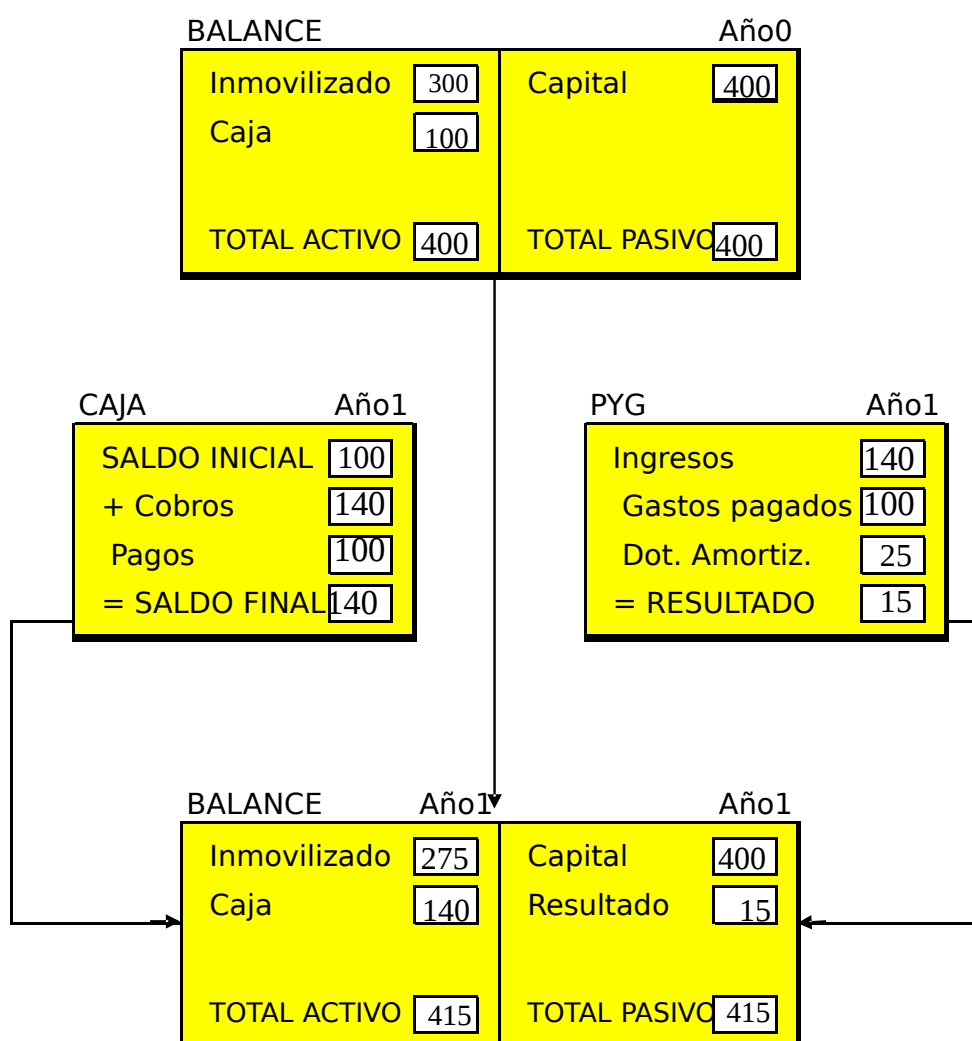 BALANCE Año0
Inmovilizado 300 Capital 400
Caja 100
TOTAL ACTIVO 400 TOTAL PASIVO 400
CAJA Año1
SALDO INICIAL 100
+ Cobros 140
Pagos 100
= SALDO FINAL 140
PYG Año1
Ingresos 140
Gastos pagados 100
Dot. Amortiz. 25
= RESULTADO 15
BALANCE Año1 Año1
Inmovilizado 275 Capital 400
Caja 140 Resultado 15
TOTAL ACTIVO 415 TOTAL PASIVO 415